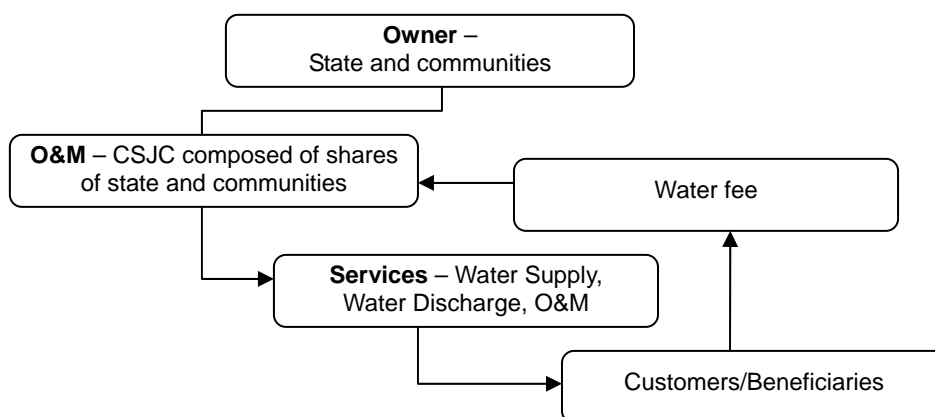 Owner –
State and communities
O&M – CSJC composed of shares
of state and communities
Water fee
Services – Water Supply,
Water Discharge, O&M
Customers/Beneficiaries